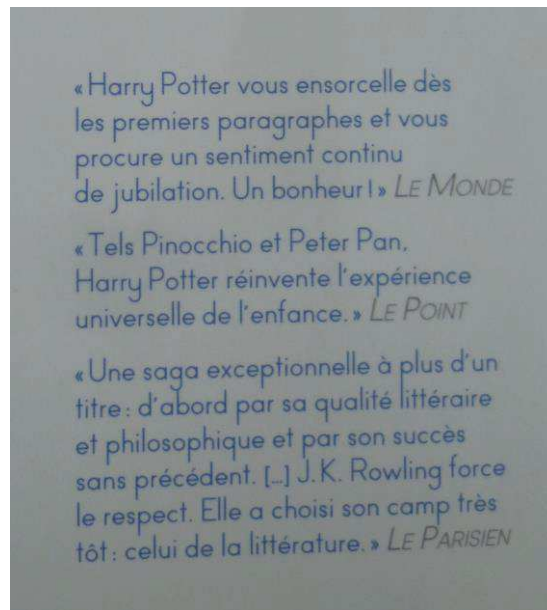 « Harry Potter vous ensorcelle dès
les premiers paragraphes et vous
procure un sentiment continu
de jubilation. Un bonheur ! » LE MONDE
« Tels Pinocchio et Peter Pan,
Harry Potter réinvente l'expérience
universelle de l'enfance. » LE POINT
« Une saga exceptionnelle à plus d'un
titre : d'abord par sa qualité littéraire
et philosophique et par son succès
sans précédent. [...] J.K. Rowling force
le respect. Elle a choisi son camp très
tôt : celui de la littérature. » LE PARISIEN